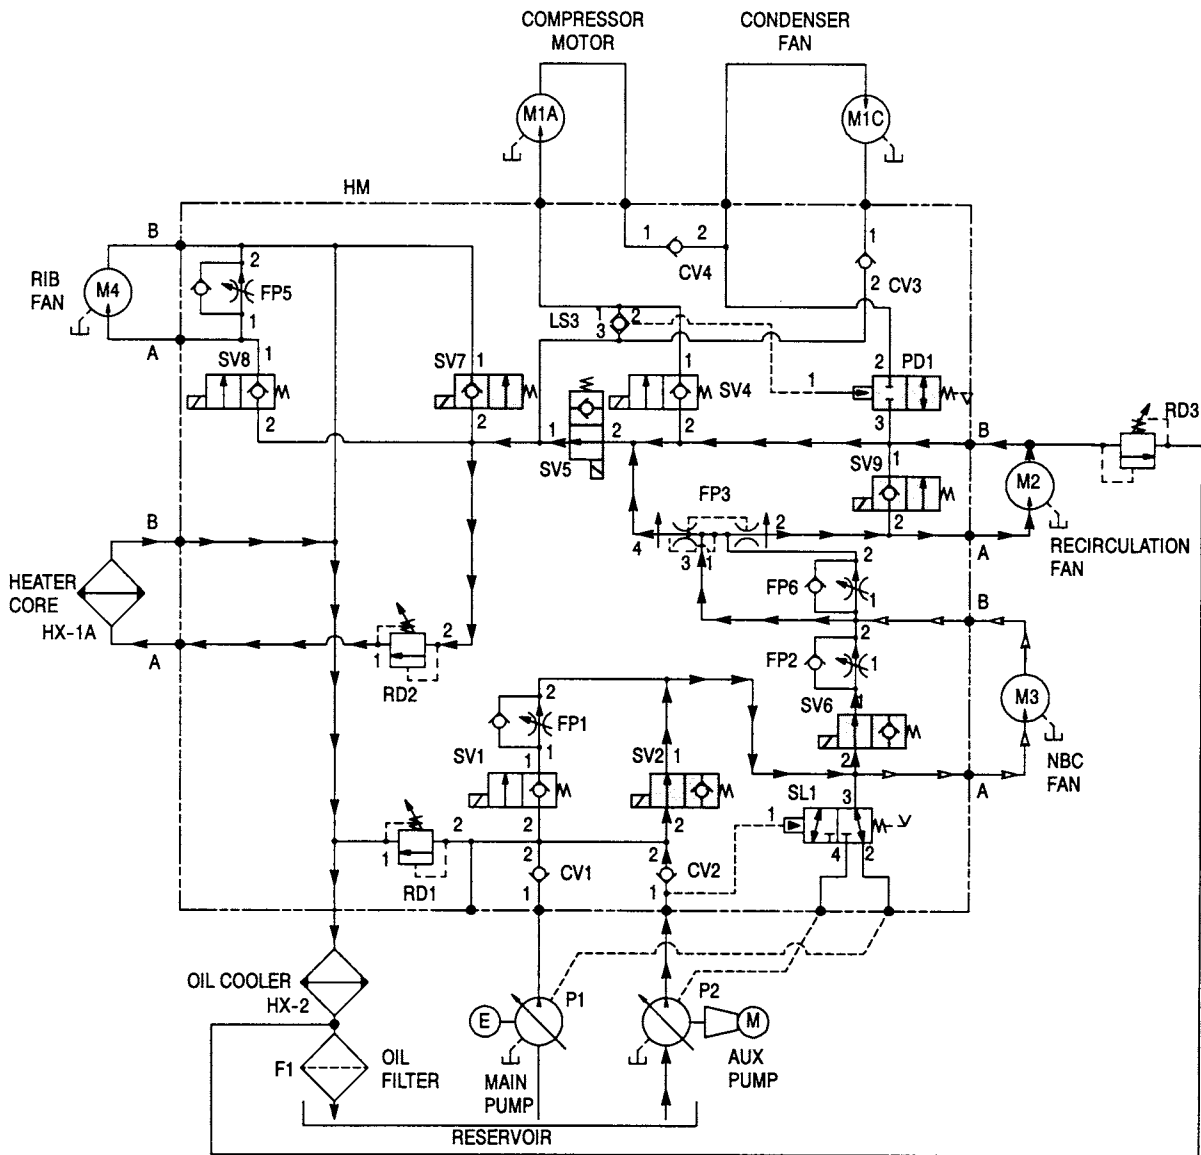 COMPRESSOR
MOTOR
CONDENSER
FAN
M1A
M1C
HM
B
1
2
1
CV4
2
CV3
RIB
FAN
M4
2
FP5
1
LS3
2
3
A
SV8
1
SV7
1
1
SV4
1
2
PD1
2
2
1
2
2
3
B
RD3
SV5
SV9
1
M2
FP3
B
4
2
2
A
RECIRCULATION
FAN
3
1
2
HEATER
CORE
FP6
1
B
HX-1A
2
A
1
2
FP2
1
RD2
2
M3
FP1
SV6
1
SV1
1
1
SV2
1
2
NBC
FAN
A
SL1
3
1
2
2
1
2
2
2
4
2
RD1
CV1
CV2
1
1
OIL COOLER
HX-2
P1
P2
E
M
F1
OIL
FILTER
MAIN
PUMP
AUX
PUMP
RESERVOIR